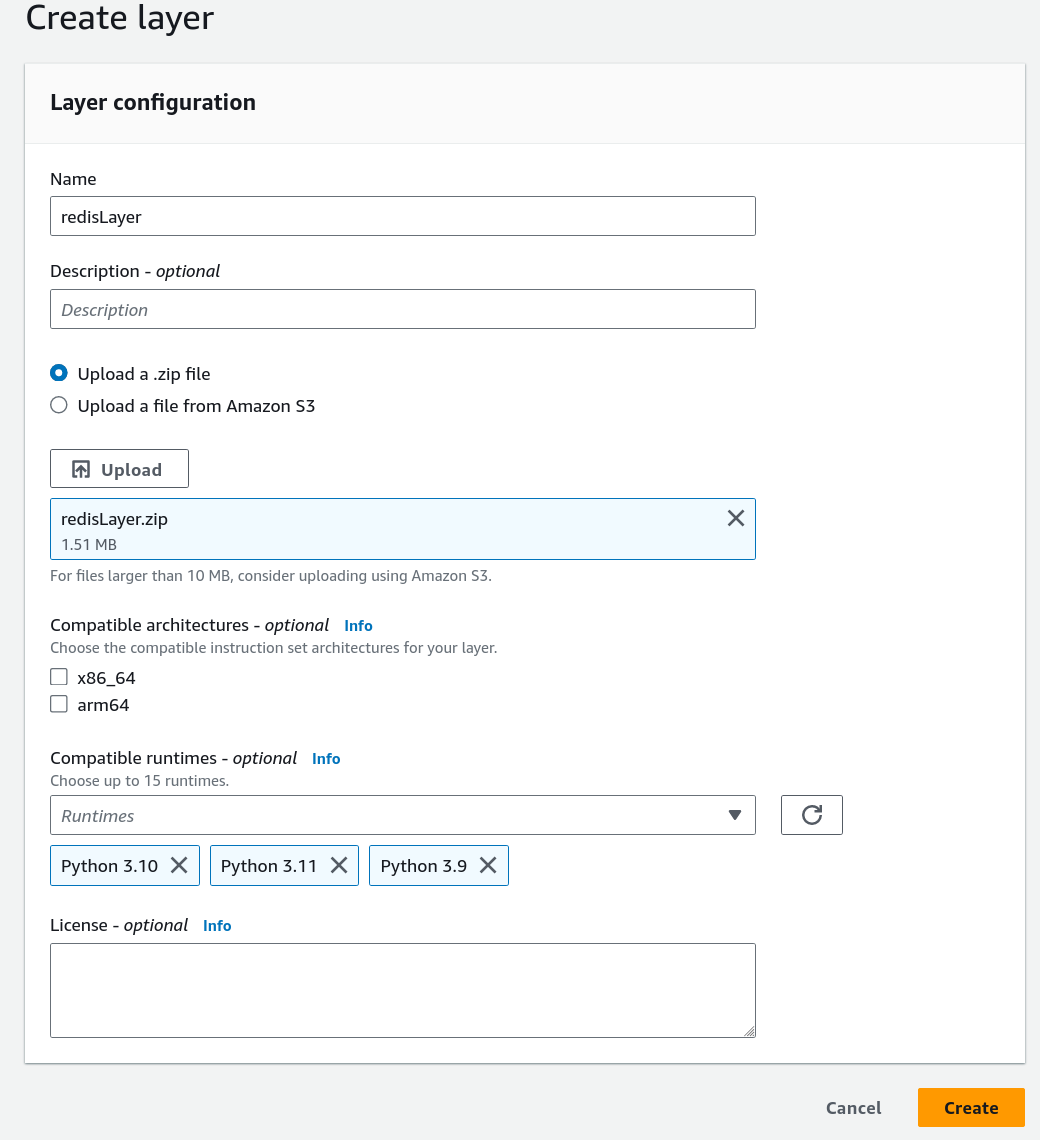 Create layer
Layer configuration
Name
redisLayer
Description - optional
Description
Upload a .zip file
Upload a file from Amazon S3
Upload
redisLayer.zip
1.51 MB
For files larger than 10 MB, consider uploading using Amazon S3.
Compatible architectures - optional Info
Choose the compatible instruction set architectures for your layer.
x86_64
arm64
Compatible runtimes - optional Info
Choose up to 15 runtimes.
Runtimes
Python 3.10 Python 3.11 Python 3.9
License - optional Info
Cancel Create